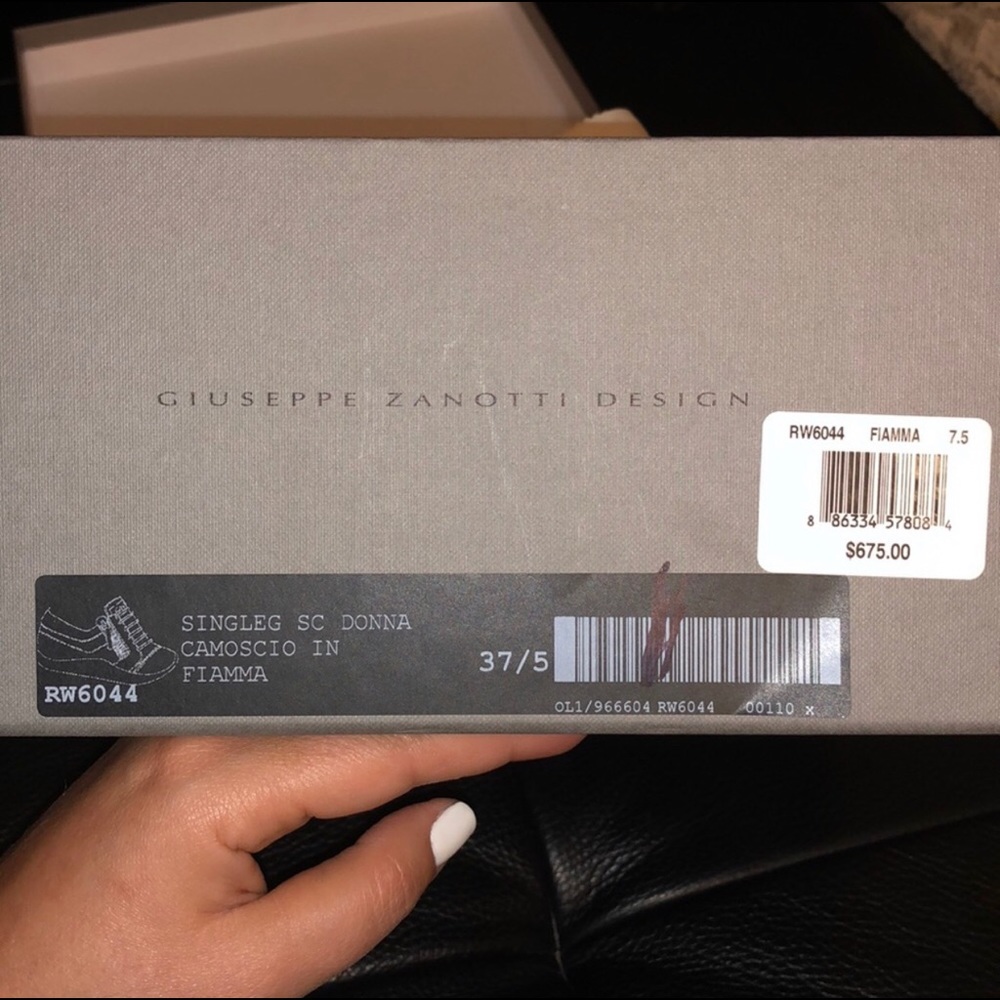 GIUSEPPE ZANOTTI DESIGN
RW6044 FIAMMA 7.5
8 86334 57808 4
$675.00
SINGLEG SC DONNA
CAMOSCIO IN
FIAMMA
RW6044
37/5
OL1/966604 RW6044 00110 x